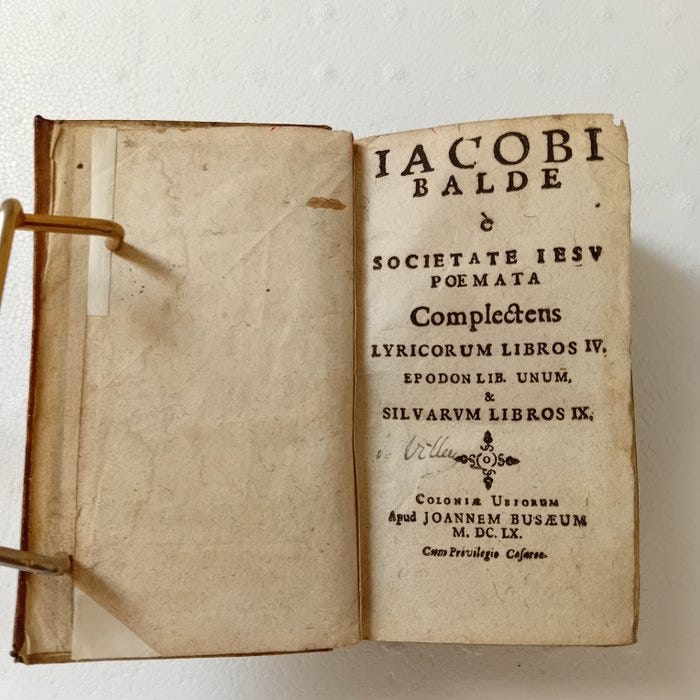 IACOBI
BALDE
è
SOCIETATE IESV
POEMATA
Complectens
LYRICORUM LIBROS IV.
EPODON LIB. UNUM,
&
SILVARVM LIBROS IX.
COLONIÆ UBIORUM
Apud JOANNEM BUSÆUM
M. DC. LX.
Cum Privilegio Cæsareo.